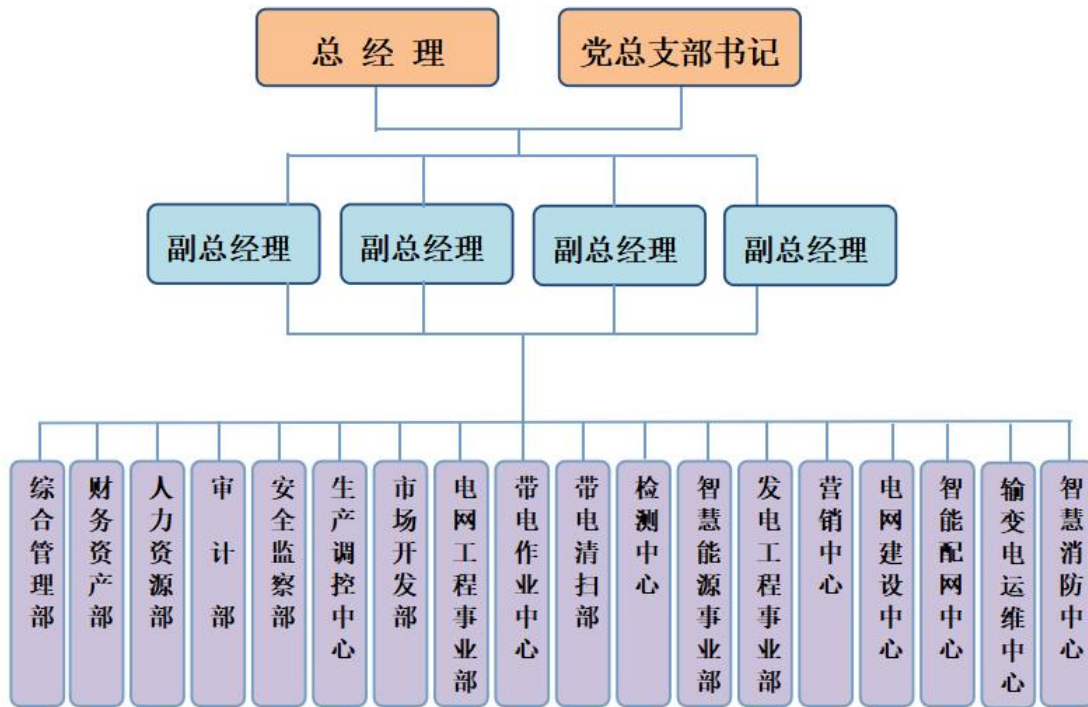 总 经 理
党总支部书记
副总经理
副总经理
副总经理
副总经理
综合管理部
财务资产部
人力资源部
审计部
安全监察部
生产调控中心
市场开发部
电网工程事业部
带电作业中心
带电清扫部
检测中心
智慧能源事业部
发电工程事业部
营销中心
电网建设中心
智能配网中心
输变电运维中心
智慧消防中心